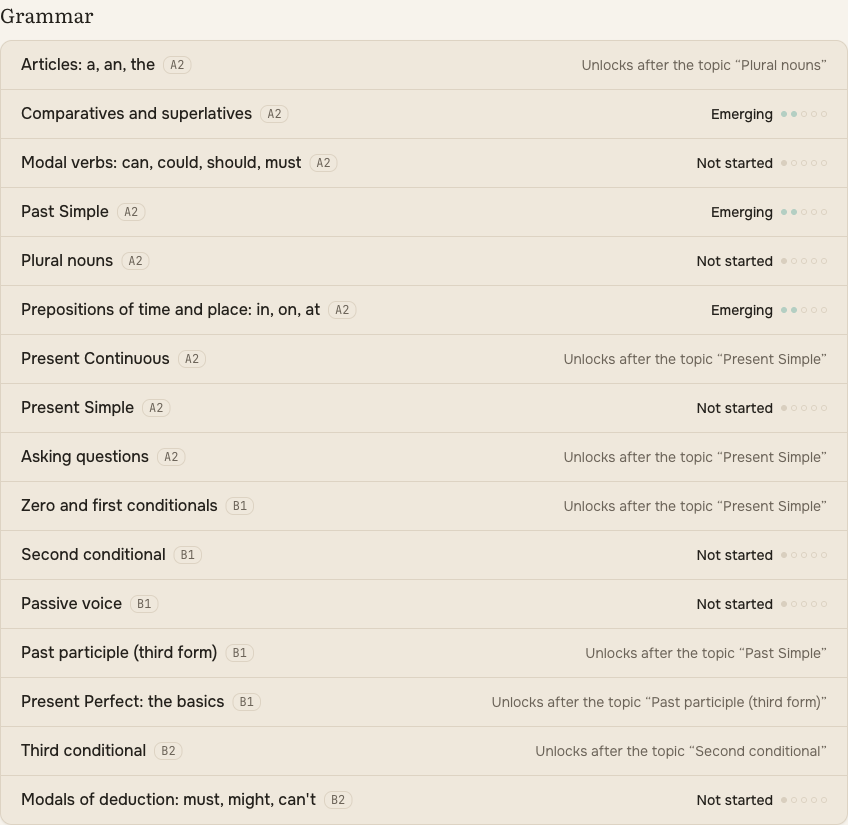 Grammar
Articles: a, an, the A2 Unlocks after the topic “Plural nouns”
Comparatives and superlatives A2 Emerging
Modal verbs: can, could, should, must A2 Not started
Past Simple A2 Emerging
Plural nouns A2 Not started
Prepositions of time and place: in, on, at A2 Emerging
Present Continuous A2 Unlocks after the topic “Present Simple”
Present Simple A2 Not started
Asking questions A2 Unlocks after the topic “Present Simple”
Zero and first conditionals B1 Unlocks after the topic “Present Simple”
Second conditional B1 Not started
Passive voice B1 Not started
Past participle (third form) B1 Unlocks after the topic “Past Simple”
Present Perfect: the basics B1 Unlocks after the topic “Past participle (third form)”
Third conditional B2 Unlocks after the topic “Second conditional”
Modals of deduction: must, might, can't B2 Not started